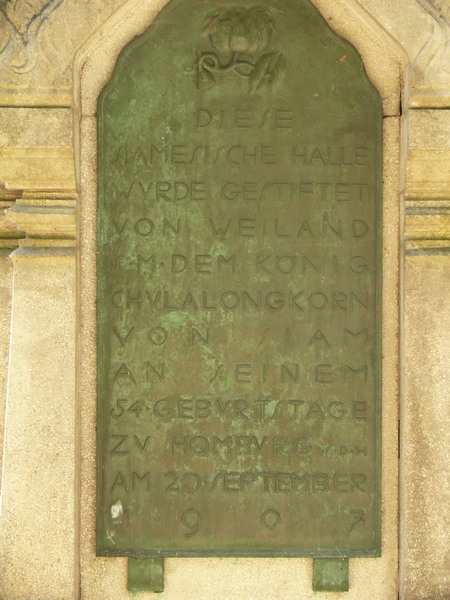 DIESE
SIAMESISCHE HALLE
WVRDE GESTIFTET
VON WEILAND
S·M·DEM KÖNIG
CHVLALONGKORN
VON SIAM
AN SEINEM
54·GEBVRTSTAGE
ZV HOMBVRG v·d·H
AM 20·SEPTEMBER
1907